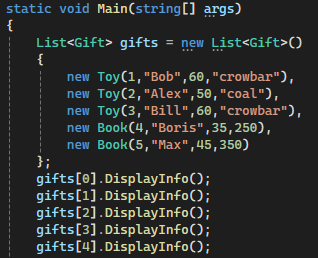 static void Main(string[] args)
{
    List<Gift> gifts = new List<Gift>()
    {
        new Toy(1,"Bob",60,"crowbar"),
        new Toy(2,"Alex",50,"coal"),
        new Toy(3,"Bill",60,"crowbar"),
        new Book(4,"Boris",35,250),
        new Book(5,"Max",45,350)
    };
    gifts[0].DisplayInfo();
    gifts[1].DisplayInfo();
    gifts[2].DisplayInfo();
    gifts[3].DisplayInfo();
    gifts[4].DisplayInfo();